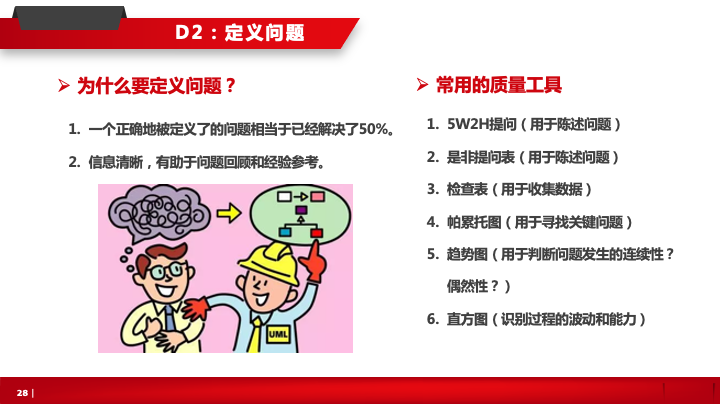 D2：定义问题
➢ 为什么要定义问题？
1. 一个正确地被定义了的问题相当于已经解决了50%。
2. 信息清晰，有助于问题回顾和经验参考。
UML
➢ 常用的质量工具
1. 5W2H提问（用于陈述问题）
2. 是非提问表（用于陈述问题）
3. 检查表（用于收集数据）
4. 帕累托图（用于寻找关键问题）
5. 趋势图（用于判断问题发生的连续性？
偶然性？）
6. 直方图（识别过程的波动和能力）
28 |